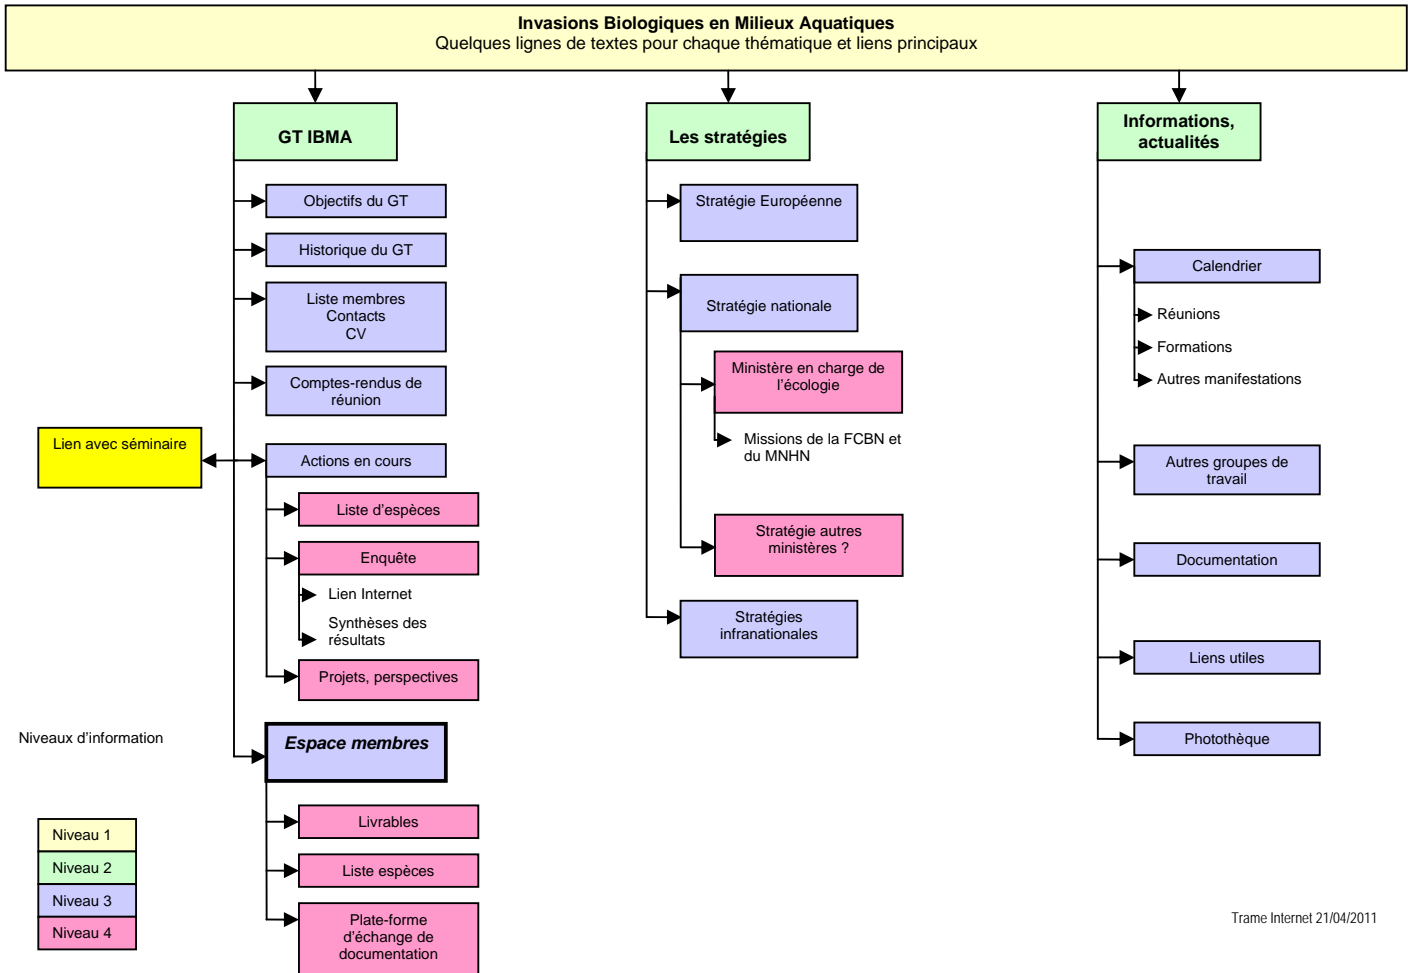 Invasions Biologiques en Milieux Aquatiques
Quelques lignes de textes pour chaque thématique et liens principaux
GT IBMA
Objectifs du GT
Historique du GT
Liste membres
Contacts
CV
Comptes-rendus de
réunion
Lien avec séminaire
Actions en cours
Liste d'espèces
Enquête
Lien Internet
Synthèses des
résultats
Projets, perspectives
Espace membres
Livrables
Liste espèces
Plate-forme
d'échange de
documentation
Les stratégies
Stratégie Européenne
Stratégie nationale
Ministère en charge de
l'écologie
Missions de la FCBN et
du MNHN
Stratégie autres
ministères ?
Stratégies
infranationales
Informations,
actualités
Calendrier
Réunions
Formations
Autres manifestations
Autres groupes de
travail
Documentation
Liens utiles
Photothèque
Niveaux d'information
Niveau 1
Niveau 2
Niveau 3
Niveau 4
Trame Internet 21/04/2011